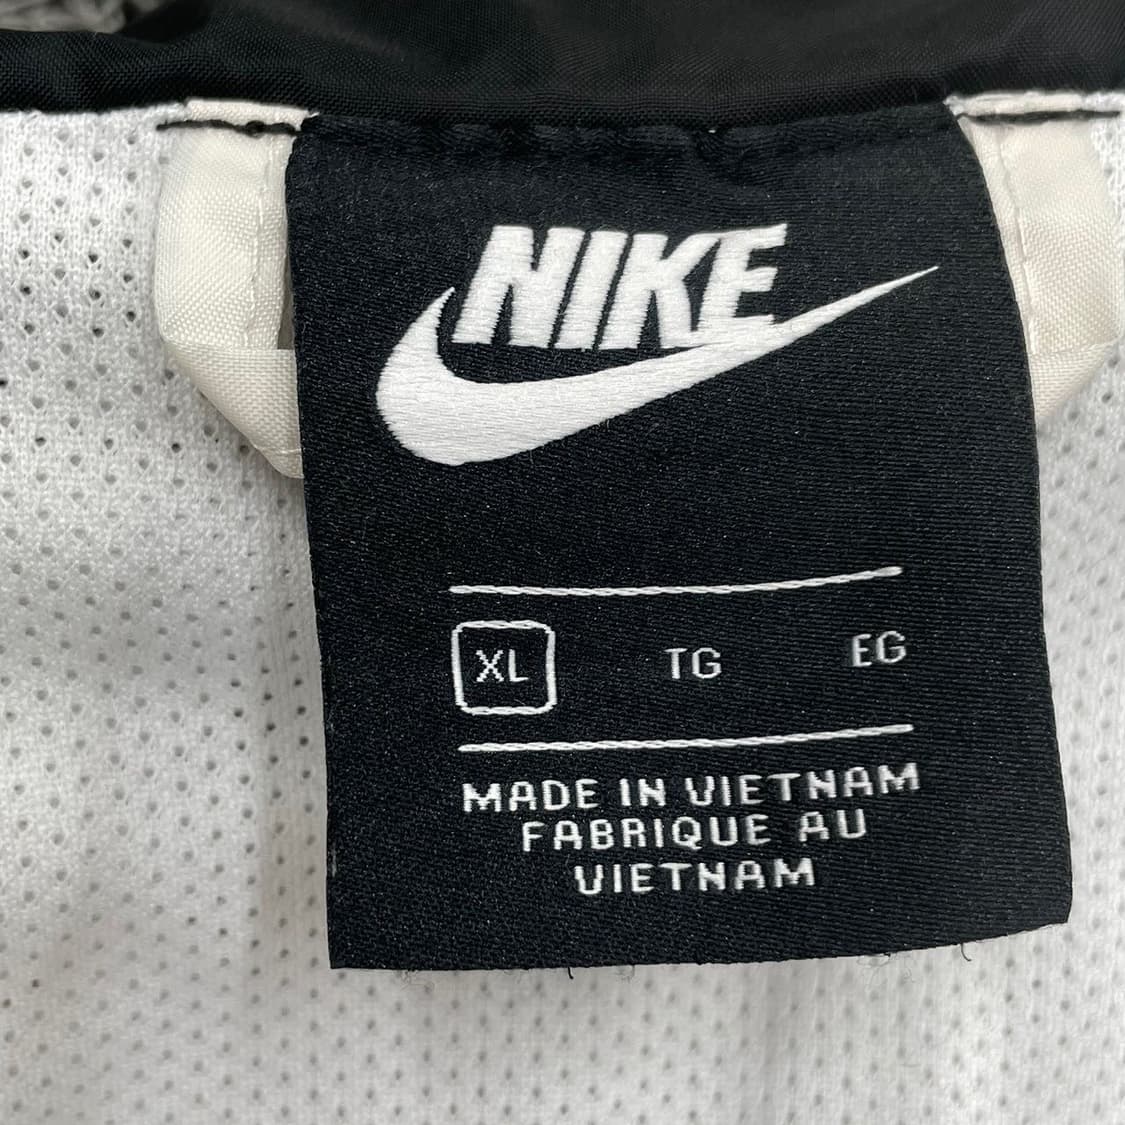 NIKE
XL TG EG
MADE IN VIETNAM
FABRIQUE AU
VIETNAM